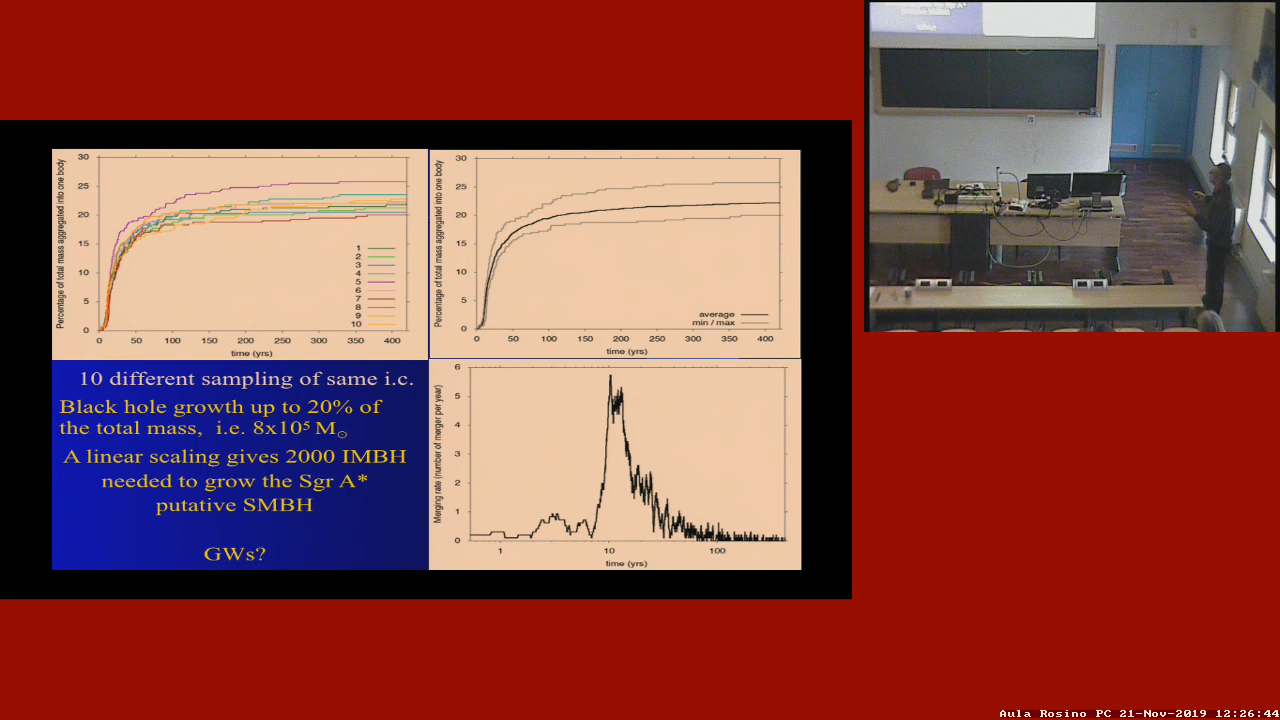 Percentage of total mass aggregated into one body
30
25
20
15
10
5
0
1
2
3
4
5
6
7
8
9
10
0 50 100 150 200 250 300 350 400
time (yrs)
Percentage of total mass aggregated into one body
30
25
20
15
10
5
0
average
min / max
0 50 100 150 200 250 300 350 400
time (yrs)
10 different sampling of same i.c.
Black hole growth up to 20% of
the total mass, i.e. 8x10⁵ M☉
A linear scaling gives 2000 IMBH
needed to grow the Sgr A*
putative SMBH
GWs?
Merging rate (number of merger per year)
6
5
4
3
2
1
0
1 10 100
time (yrs)
Aula Rosino PC 21-Nov-2019 12:26:44